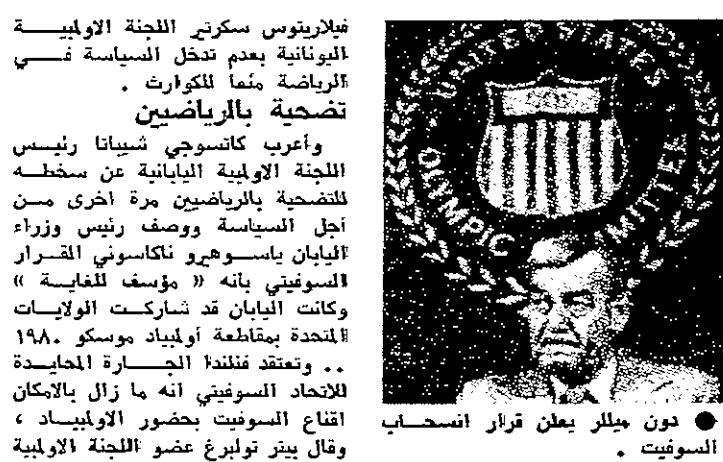 فيلاريتوس سكرتير اللجنة الاولمبية
اليونانية بعدم تدخل السياسة في
الرياضة منعا للكوارث .
تضحية بالرياضيين
وأعرب كاتسوجي شيباتا رئيس
اللجنة الاولمبية اليابانية عن سخطه
للتضحية بالرياضيين مرة اخرى من
أجل السياسة ووصف رئيس وزراء
اليابان ياسوهيرو ناكاسوني القرار
السوفيتي بأنه « مؤسف للغاية »
وكانت اليابان قد شاركت الولايات
المتحدة بمقاطعة أولمبياد موسكو ١٩٨٠
.. وتعتقد فنلندا الجارة المحايدة
للاتحاد السوفيتي انه ما زال بالامكان
اقناع السوفيت بحضور الاولمبياد ،
وقال بيتر تولبرغ عضو اللجنة الاولمبية
UNITED STATES
OLYMPIC MITTEE
● دون ميللر يعلن قرار انسحاب
السوفيت .